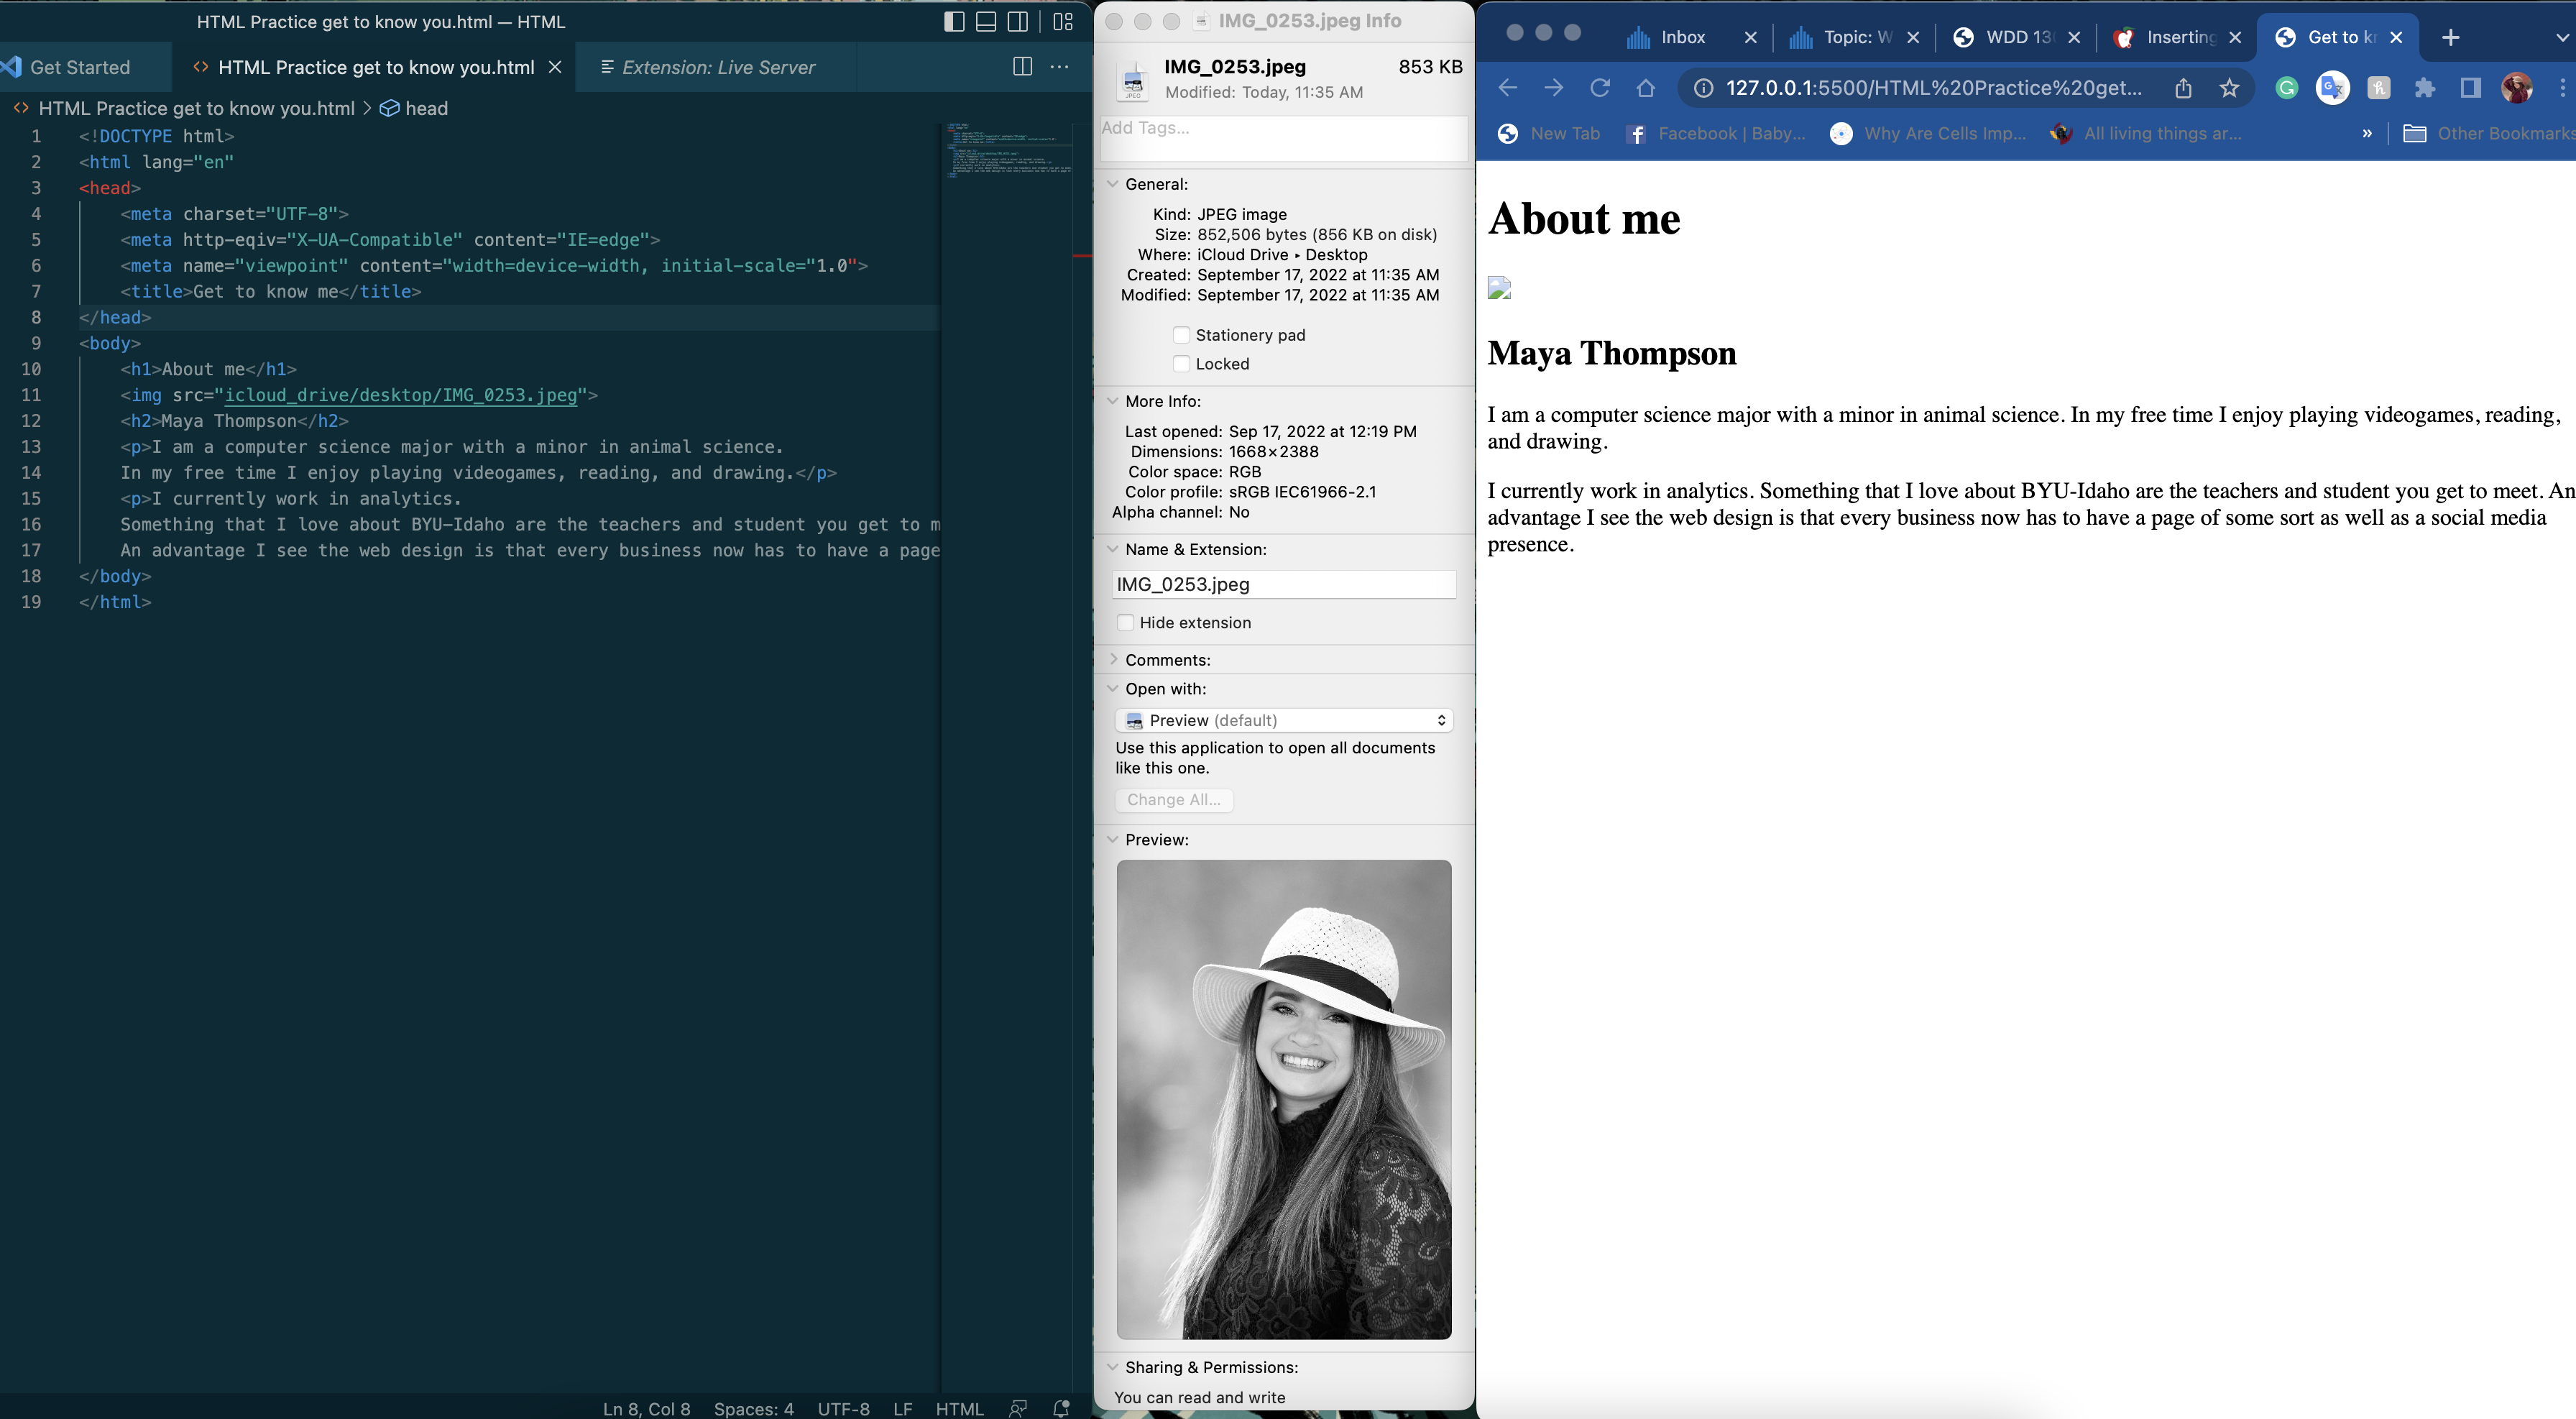 HTML Practice get to know you.html — HTML
Get Started
HTML Practice get to know you.html
Extension: Live Server
HTML Practice get to know you.html > head
1 <!DOCTYPE html>
2 <html lang="en"
3 <head>
4 <meta charset="UTF-8">
5 <meta http-eqiv="X-UA-Compatible" content="IE=edge">
6 <meta name="viewpoint" content="width=device-width, initial-scale="1.0">
7 <title>Get to know me</title>
8 </head>
9 <body>
10 <h1>About me</h1>
11 <img src="icloud_drive/desktop/IMG_0253.jpeg">
12 <h2>Maya Thompson</h2>
13 <p>I am a computer science major with a minor in animal science.
14 In my free time I enjoy playing videogames, reading, and drawing.</p>
15 <p>I currently work in analytics.
16 Something that I love about BYU-Idaho are the teachers and student you get to m
17 An advantage I see the web design is that every business now has to have a page
18 </body>
19 </html>
Ln 8, Col 8 Spaces: 4 UTF-8 LF HTML
IMG_0253.jpeg Info
IMG_0253.jpeg 853 KB
Modified: Today, 11:35 AM
Add Tags...
General:
Kind: JPEG image
Size: 852,506 bytes (856 KB on disk)
Where: iCloud Drive ▸ Desktop
Created: September 17, 2022 at 11:35 AM
Modified: September 17, 2022 at 11:35 AM
Stationery pad
Locked
More Info:
Last opened: Sep 17, 2022 at 12:19 PM
Dimensions: 1668×2388
Color space: RGB
Color profile: sRGB IEC61966-2.1
Alpha channel: No
Name & Extension:
IMG_0253.jpeg
Hide extension
Comments:
Open with:
Preview (default)
Use this application to open all documents
like this one.
Change All...
Preview:
Sharing & Permissions:
You can read and write
Inbox
Topic: W
WDD 13
Inserting
Get to k
127.0.0.1:5500/HTML%20Practice%20get...
New Tab
Facebook | Baby...
Why Are Cells Imp...
All living things ar...
»
Other Bookmarks
About me
Maya Thompson
I am a computer science major with a minor in animal science. In my free time I enjoy playing videogames, reading,
and drawing.
I currently work in analytics. Something that I love about BYU-Idaho are the teachers and student you get to meet. An
advantage I see the web design is that every business now has to have a page of some sort as well as a social media
presence.